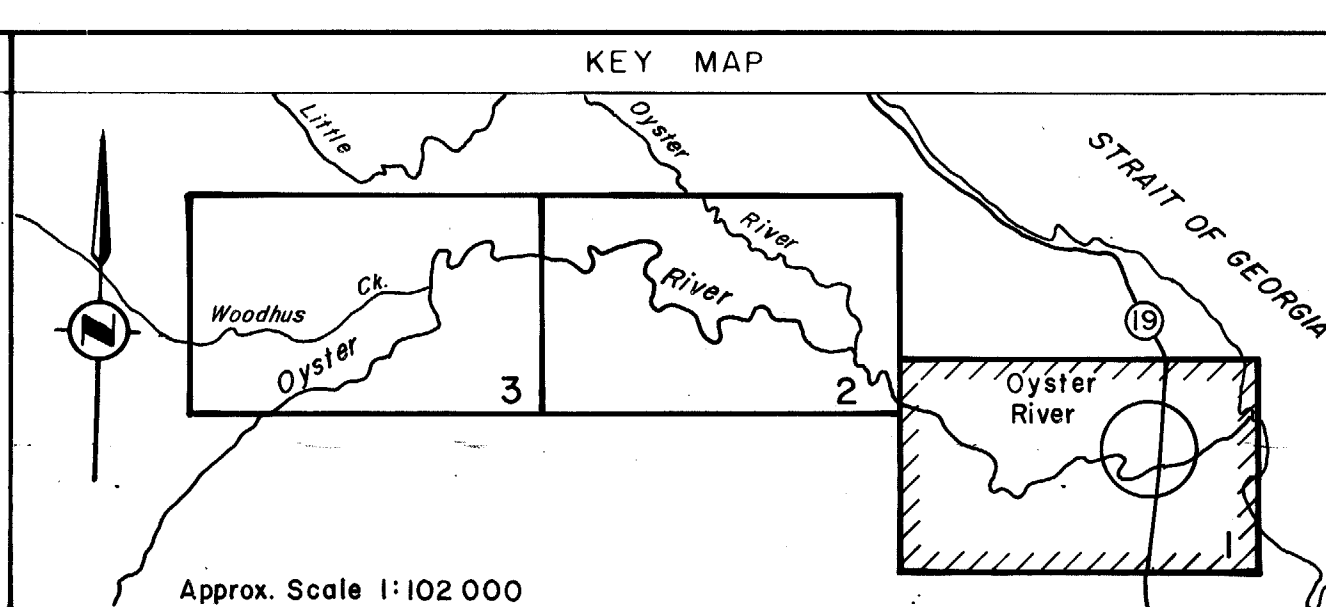 KEY MAP
Little
Oyster
River
STRAIT OF GEORGIA
River
Ck.
Woodhus
Oyster
19
3
2
Oyster
River
1
Approx. Scale 1:102 000
N